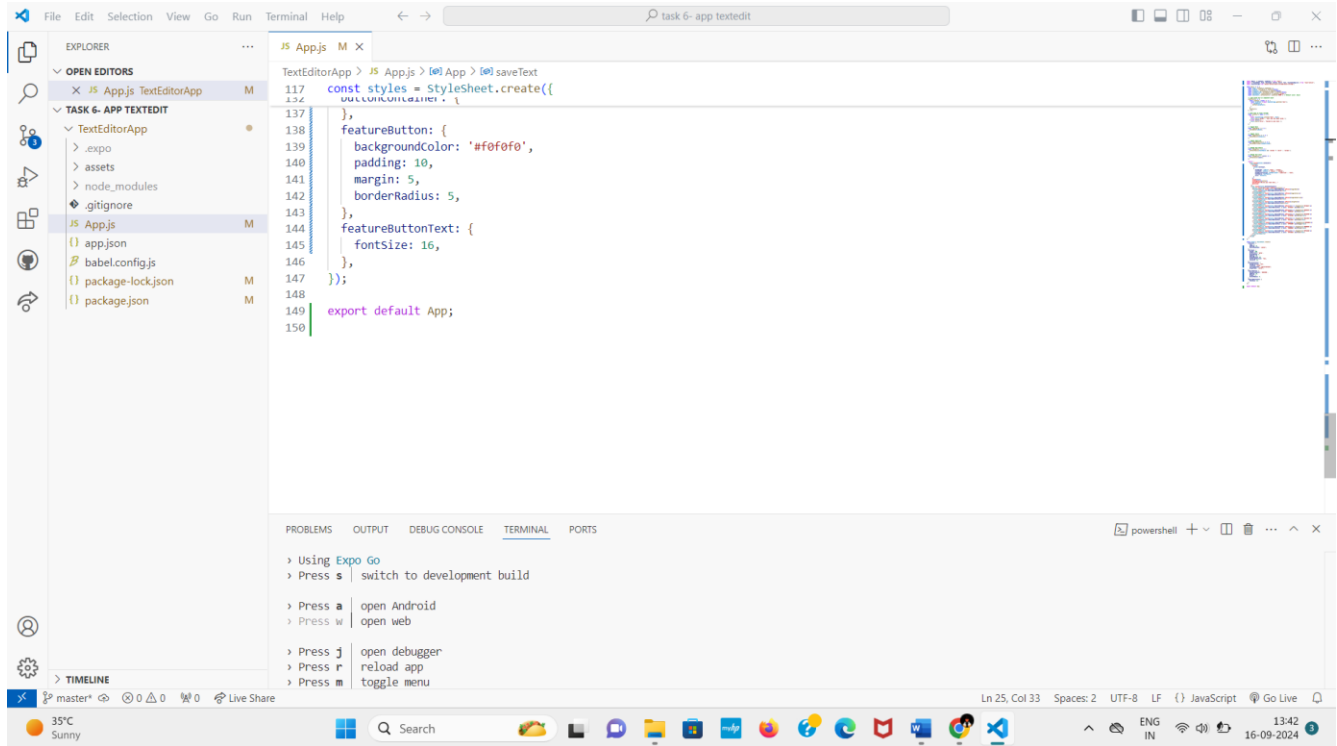 File Edit Selection View Go Run Terminal Help
task 6- app textedit
EXPLORER
OPEN EDITORS
JS App.js TextEditorApp M
TASK 6- APP TEXTEDIT
TextEditorApp
.expo
assets
node_modules
.gitignore
JS App.js M
{} app.json
babel.config.js
{} package-lock.json M
{} package.json M
TIMELINE
JS App.js M
TextEditorApp > JS App.js > App > saveText
117 const styles = StyleSheet.create({
132 buttonContainer: {
137 },
138 featureButton: {
139 backgroundColor: '#f0f0f0',
140 padding: 10,
141 margin: 5,
142 borderRadius: 5,
143 },
144 featureButtonText: {
145 fontSize: 16,
146 },
147 });
148
149 export default App;
150
PROBLEMS OUTPUT DEBUG CONSOLE TERMINAL PORTS
powershell
› Using Expo Go
› Press s │ switch to development build
› Press a │ open Android
› Press w │ open web
› Press j │ open debugger
› Press r │ reload app
› Press m │ toggle menu
master* 0 0 0 Live Share
Ln 25, Col 33 Spaces: 2 UTF-8 LF {} JavaScript Go Live
35°C
Sunny
Search
ENG
IN
13:42
16-09-2024
3